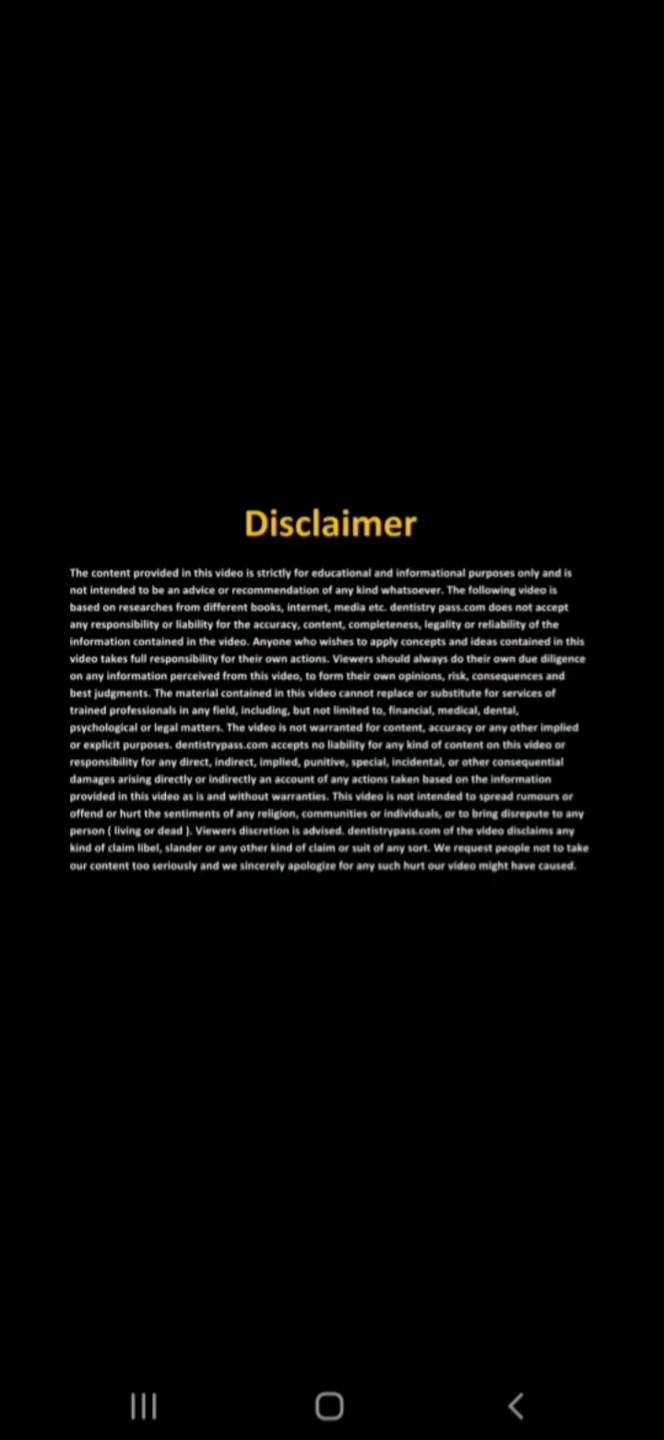 Disclaimer
The content provided in this video is strictly for educational and informational purposes only and is
not intended to be an advice or recommendation of any kind whatsoever. The following video is
based on researches from different books, internet, media etc. dentistry pass.com does not accept
any responsibility or liability for the accuracy, content, completeness, legality or reliability of the
information contained in the video. Anyone who wishes to apply concepts and ideas contained in this
video takes full responsibility for their own actions. Viewers should always do their own due diligence
on any information perceived from this video, to form their own opinions, risk, consequences and
best judgments. The material contained in this video cannot replace or substitute for services of
trained professionals in any field, including, but not limited to, financial, medical, dental,
psychological or legal matters. The video is not warranted for content, accuracy or any other implied
or explicit purposes. dentistrypass.com accepts no liability for any kind of content on this video or
responsibility for any direct, indirect, implied, punitive, special, incidental, or other consequential
damages arising directly or indirectly an account of any actions taken based on the information
provided in this video as is and without warranties. This video is not intended to spread rumours or
offend or hurt the sentiments of any religion, communities or individuals, or to bring disrepute to any
person ( living or dead ). Viewers discretion is advised. dentistrypass.com of the video disclaims any
kind of claim libel, slander or any other kind of claim or suit of any sort. We request people not to take
our content too seriously and we sincerely apologize for any such hurt our video might have caused.